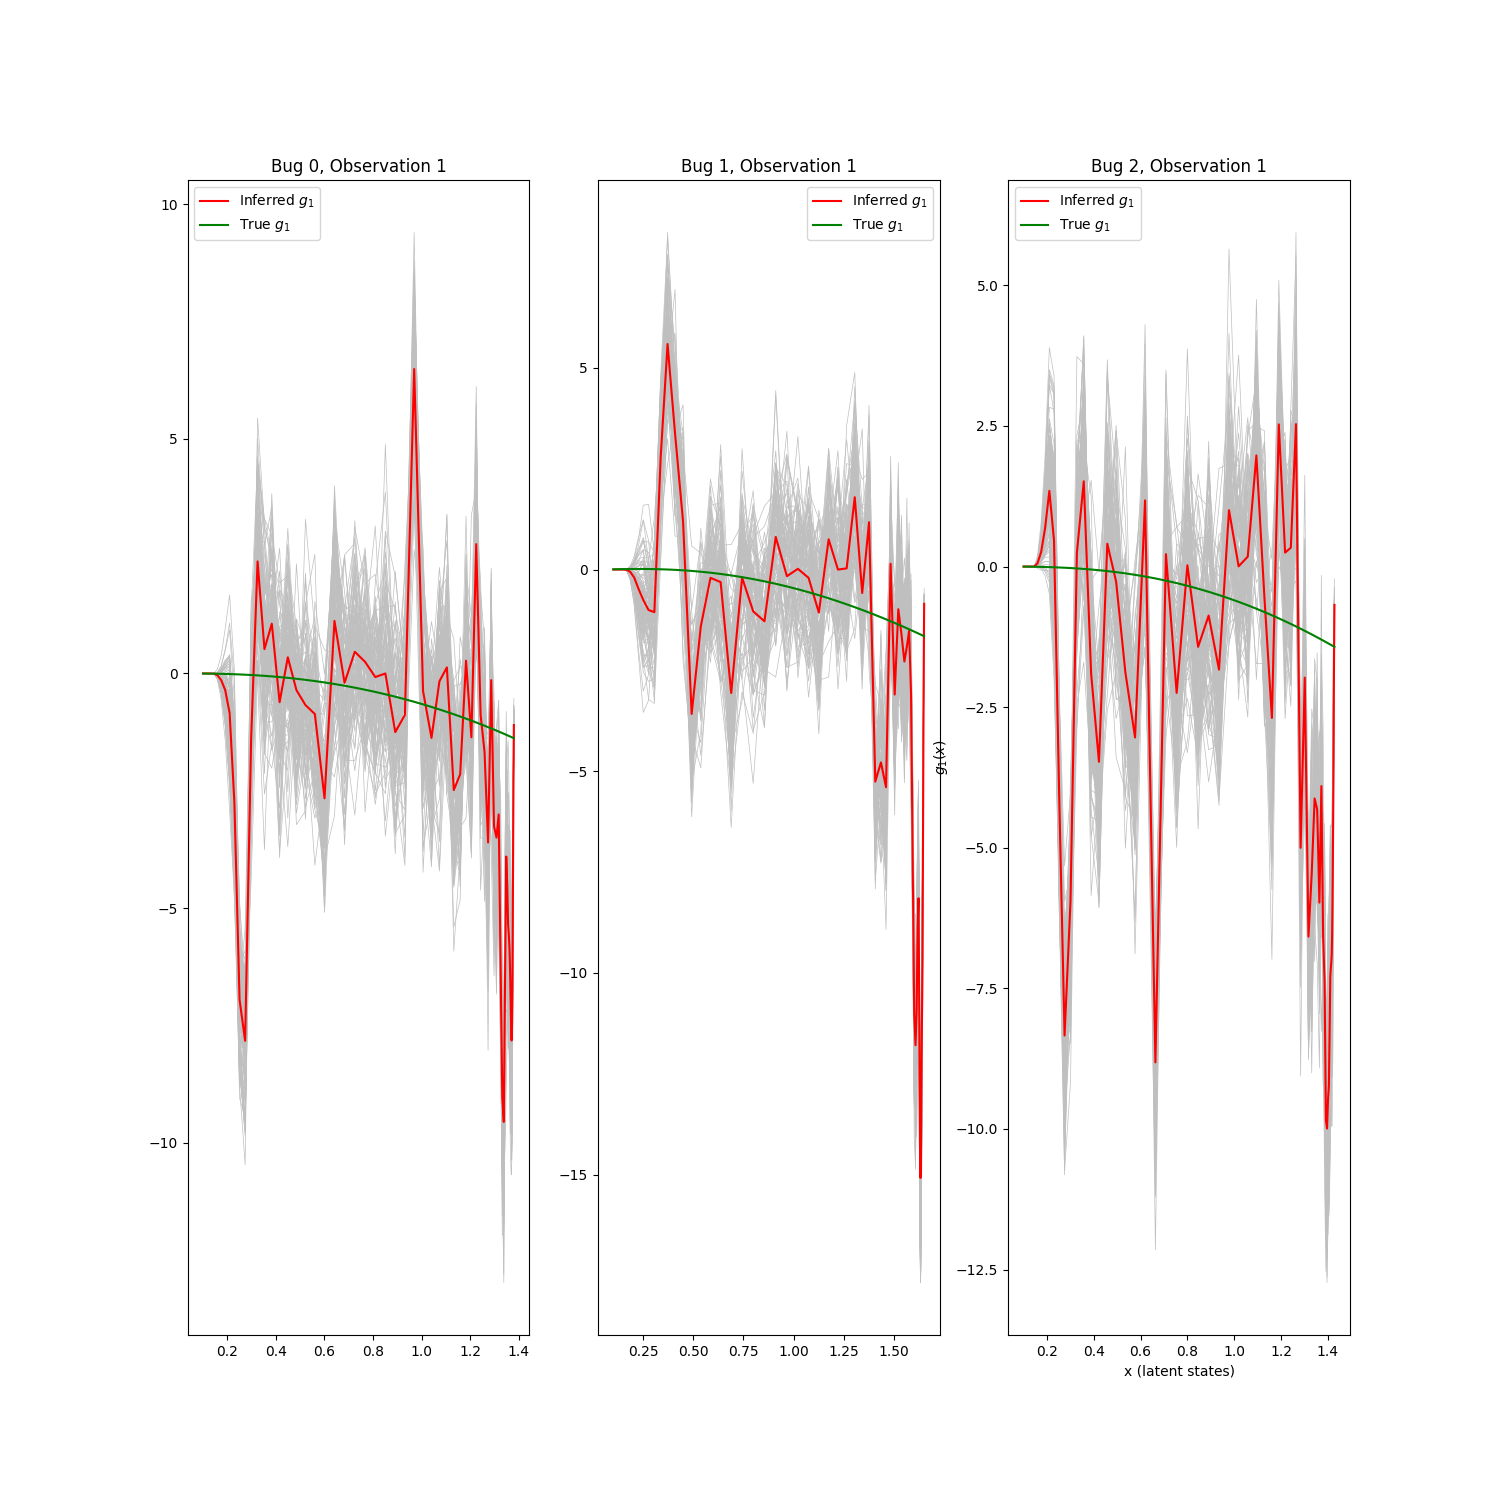 Bug 0, Observation 1
Inferred g₁
True g₁
10
5
0
−5
−10
0.2 0.4 0.6 0.8 1.0 1.2 1.4
Bug 1, Observation 1
Inferred g₁
True g₁
5
0
−5
−10
−15
0.25 0.50 0.75 1.00 1.25 1.50
Bug 2, Observation 1
Inferred g₁
True g₁
g₁(x)
5.0
2.5
0.0
−2.5
−5.0
−7.5
−10.0
−12.5
0.2 0.4 0.6 0.8 1.0 1.2 1.4
x (latent states)